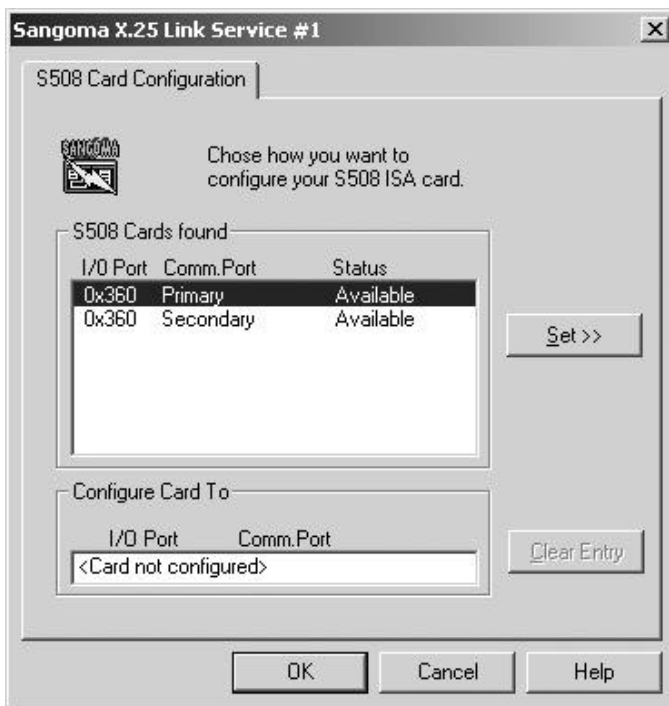 Sangoma X.25 Link Service #1
S508 Card Configuration
SANGOMA
Chose how you want to
configure your S508 ISA card.
S508 Cards found
I/O Port Comm.Port Status
0x360 Primary Available
0x360 Secondary Available
Set >>
Configure Card To
I/O Port Comm.Port
<Card not configured>
Clear Entry
OK Cancel Help